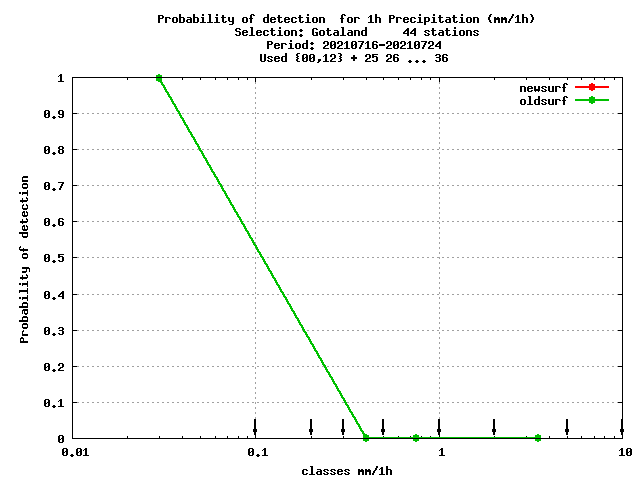 Probability of detection  for 1h Precipitation (mm/1h)
Selection: Gotaland     44 stations
Period: 20210716-20210724
Used {00,12} + 25 26 ... 36
newsurf
oldsurf
1
0.9
0.8
0.7
0.6
0.5
0.4
0.3
0.2
0.1
0
Probability of detection
0.01
0.1
1
10
classes mm/1h